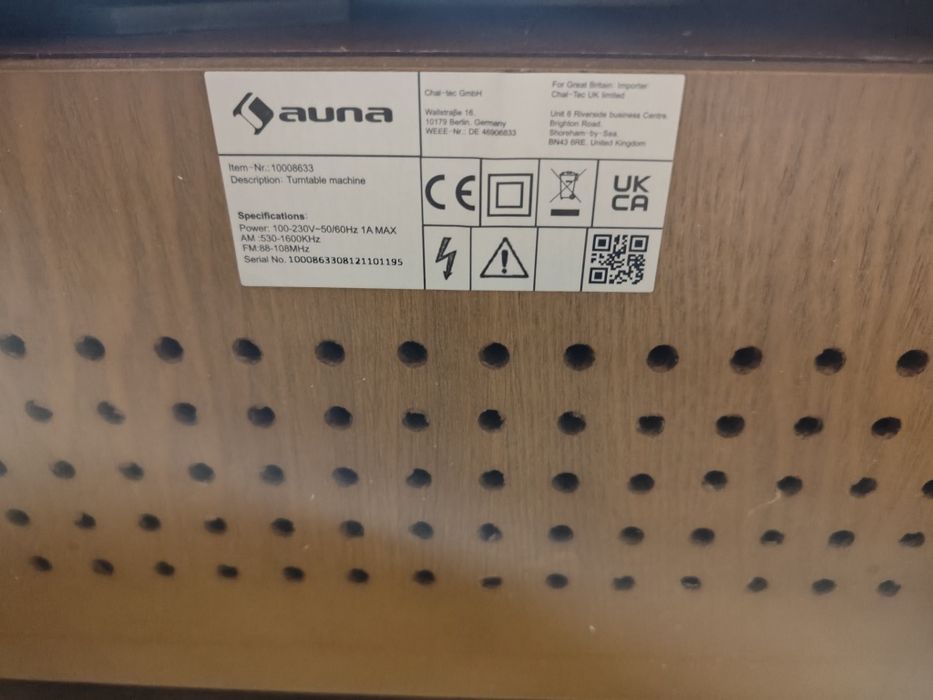 auna
Chal-tec GmbH
Wallstraße 16,
10179 Berlin, Germany
WEEE-Nr.: DE 46906833
For Great Britain: Importer:
Chal-Tec UK limited
Unit 6 Riverside business Centre,
Brighton Road,
Shoreham-by-Sea,
BN43 6RE, United Kingdom
Item-Nr.: 10008633
Description: Turntable machine
Specifications:
Power: 100-230V~50/60Hz 1A MAX
AM :530-1600KHz
FM:88-108MHz
Serial No. 1000863308121101195
CE
UK
CA